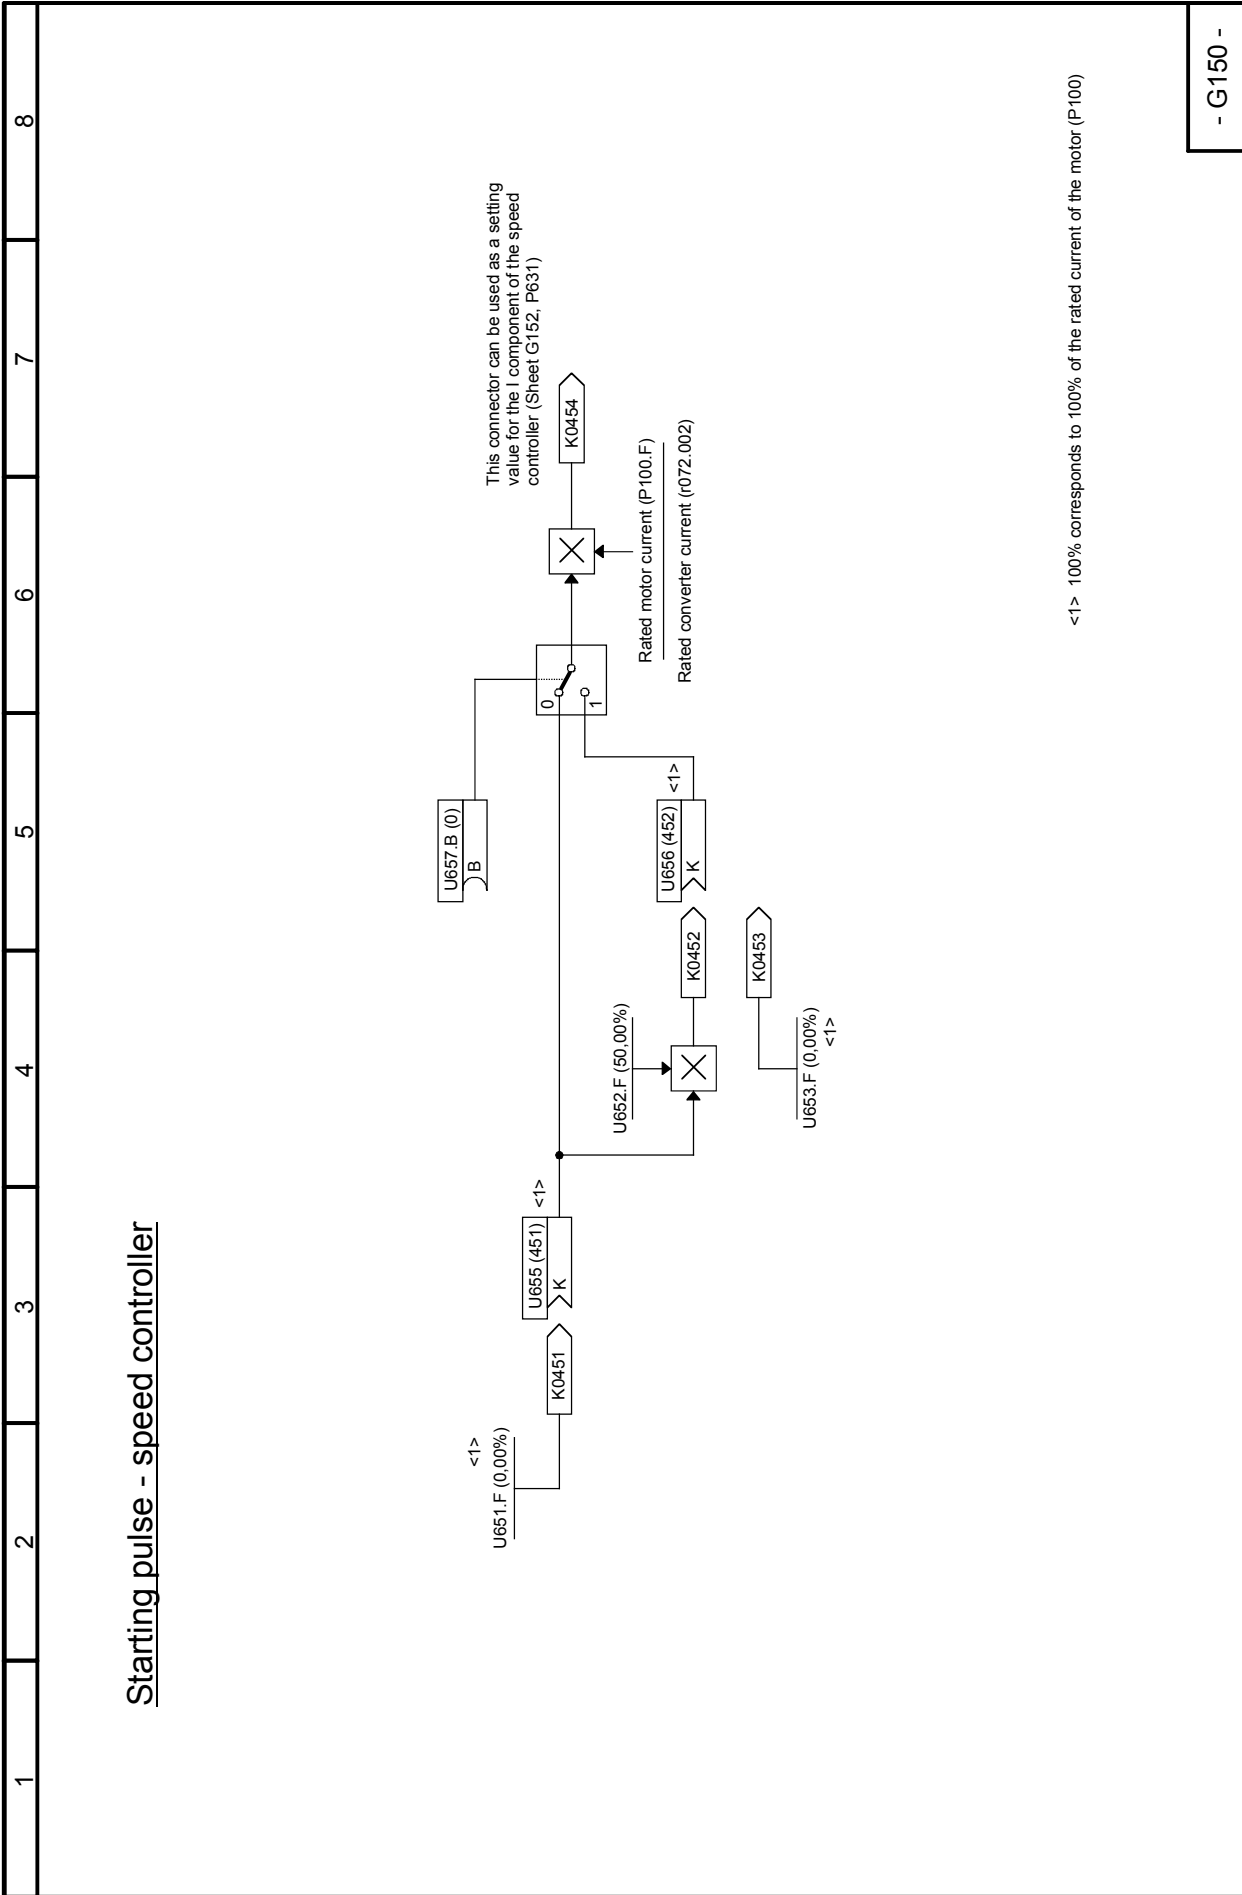 1 2 3 4 5 6 7 8
Starting pulse - speed controller
This connector can be used as a setting
value for the I component of the speed
controller (Sheet G152, P631)
<1>
U651.F (0,00%)
K0451
U655 (451)
K
<1>
U657.B (0)
B
0
1
K0454
Rated motor current (P100.F)
Rated converter current (r072.002)
U652.F (50,00%)
K0452
U656 (452)
K
<1>
U653.F (0,00%)
<1>
K0453
<1> 100% corresponds to 100% of the rated current of the motor (P100)
- G150 -